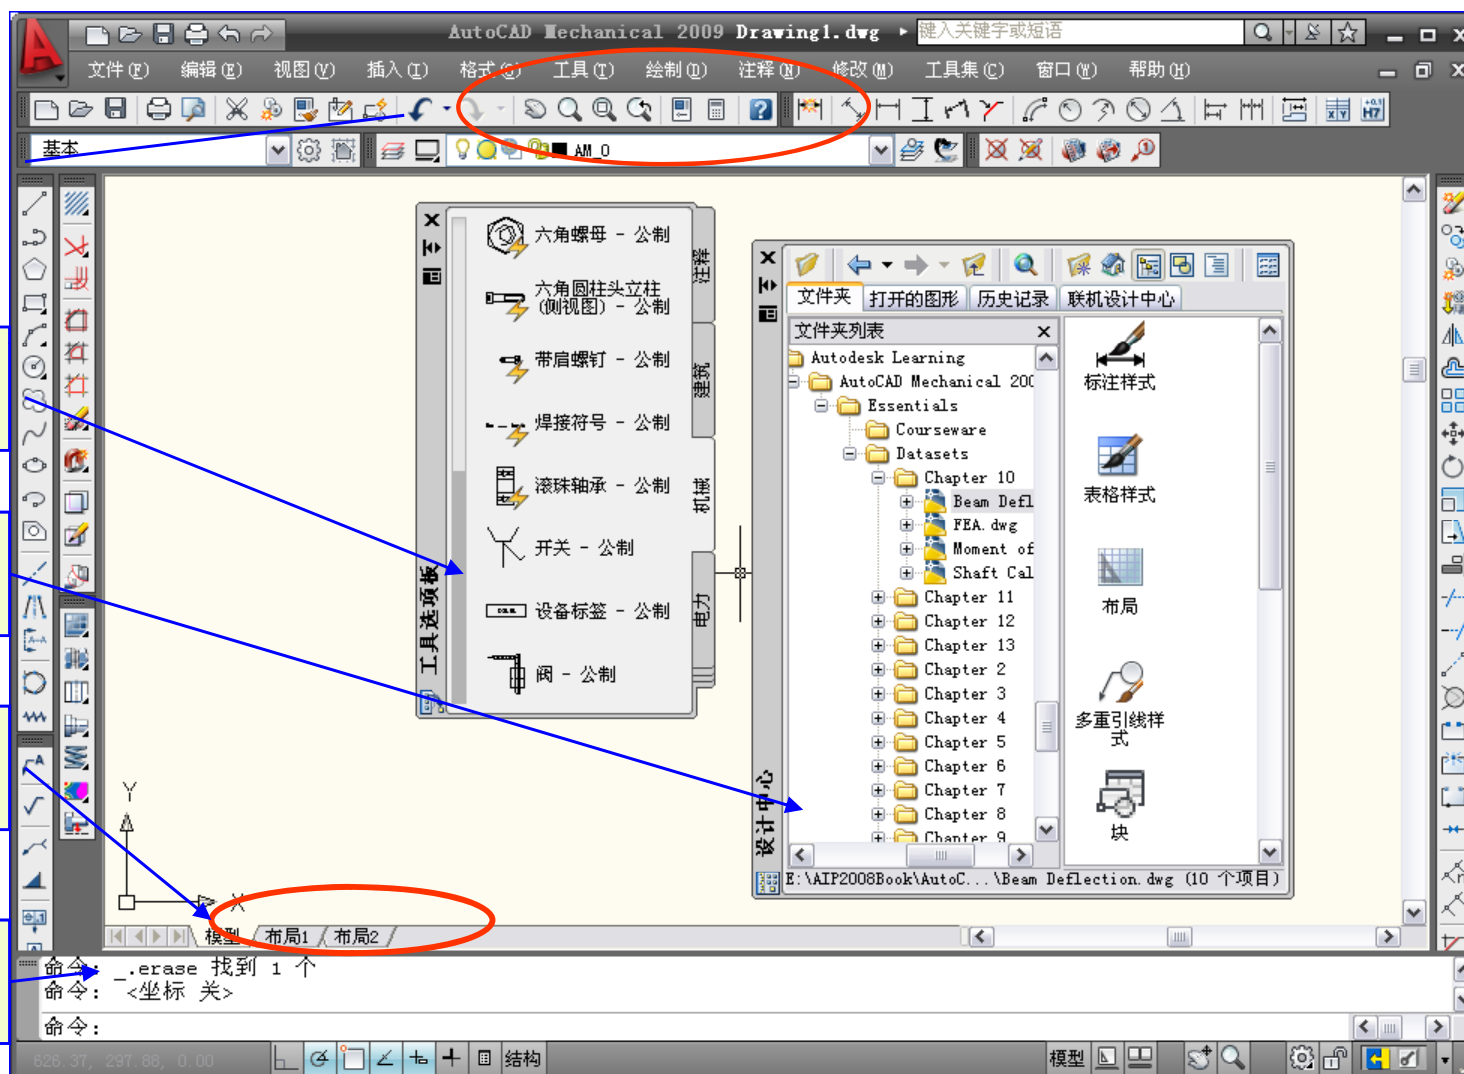 AutoCAD Mechanical 2009 Drawing1.dwg
键入关键字或短语
文件(F) 编辑(E) 视图(V) 插入(I) 格式(O) 工具(T) 绘制(D) 注释(N) 修改(M) 工具集(C) 窗口(W) 帮助(H)
基本
AM_0
六角螺母 - 公制
六角圆柱头立柱
(侧视图) - 公制
带肩螺钉 - 公制
焊接符号 - 公制
滚珠轴承 - 公制
开关 - 公制
设备标签 - 公制
阀 - 公制
注释
建筑
机械
电力
工具选项板
文件夹 打开的图形 历史记录 联机设计中心
文件夹列表
Autodesk Learning
AutoCAD Mechanical 200
Essentials
Courseware
Datasets
Chapter 10
Beam Defl
FEA.dwg
Moment of
Shaft Cal
Chapter 11
Chapter 12
Chapter 13
Chapter 2
Chapter 3
Chapter 4
Chapter 5
Chapter 6
Chapter 7
Chapter 8
Chapter 9
标注样式
表格样式
布局
多重引线样
式
块
设计中心
E:\AIP2008Book\AutoC...\Beam Deflection.dwg (10 个项目)
Y
X
模型 布局1 布局2
命令: _.erase 找到 1 个
命令: <坐标 关>
命令:
626.37, 297.88, 0.00
结构
模型